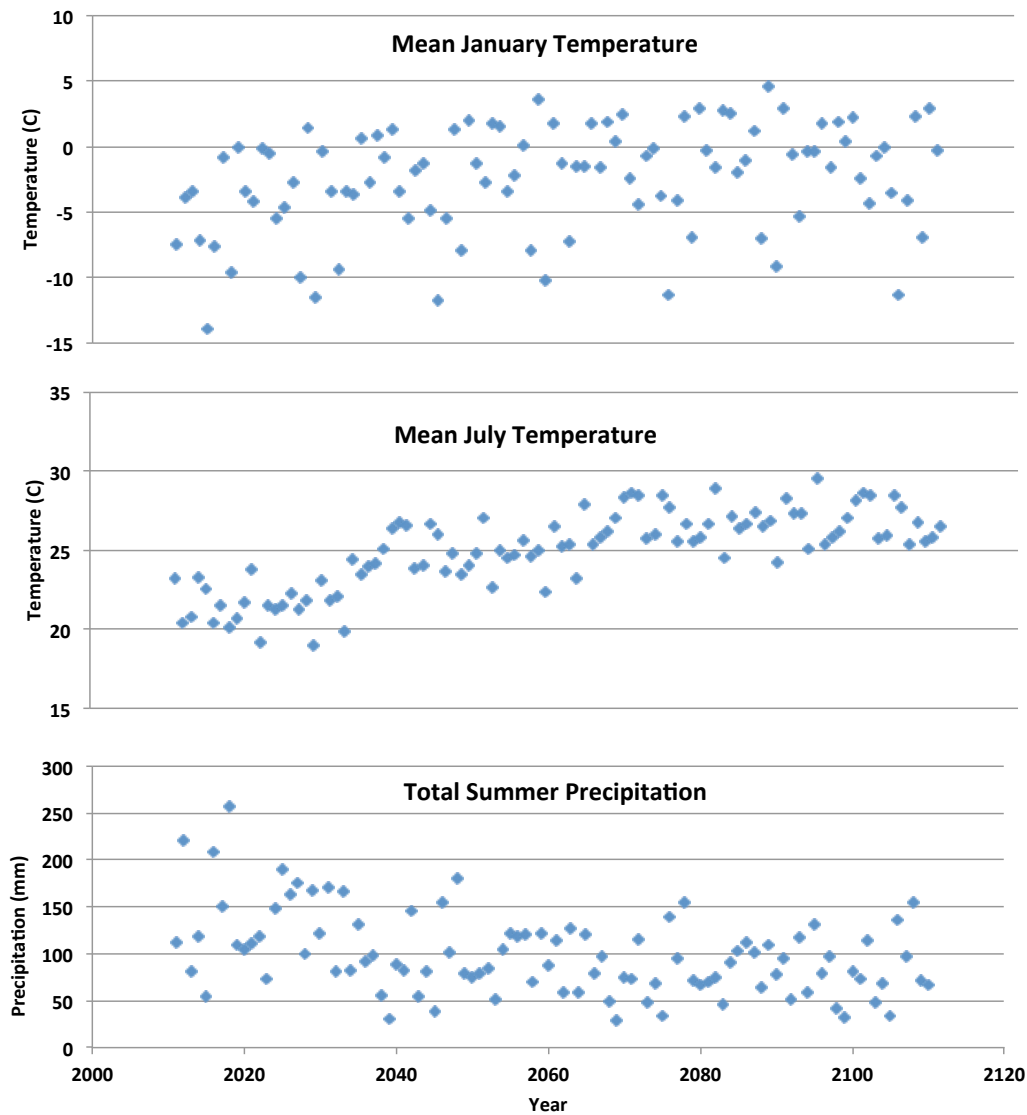 Mean January Temperature
Temperature (C)
10
5
0
-5
-10
-15
Mean July Temperature
Temperature (C)
35
30
25
20
15
Total Summer Precipitation
Precipitation (mm)
300
250
200
150
100
50
0
2000 2020 2040 2060 2080 2100 2120
Year